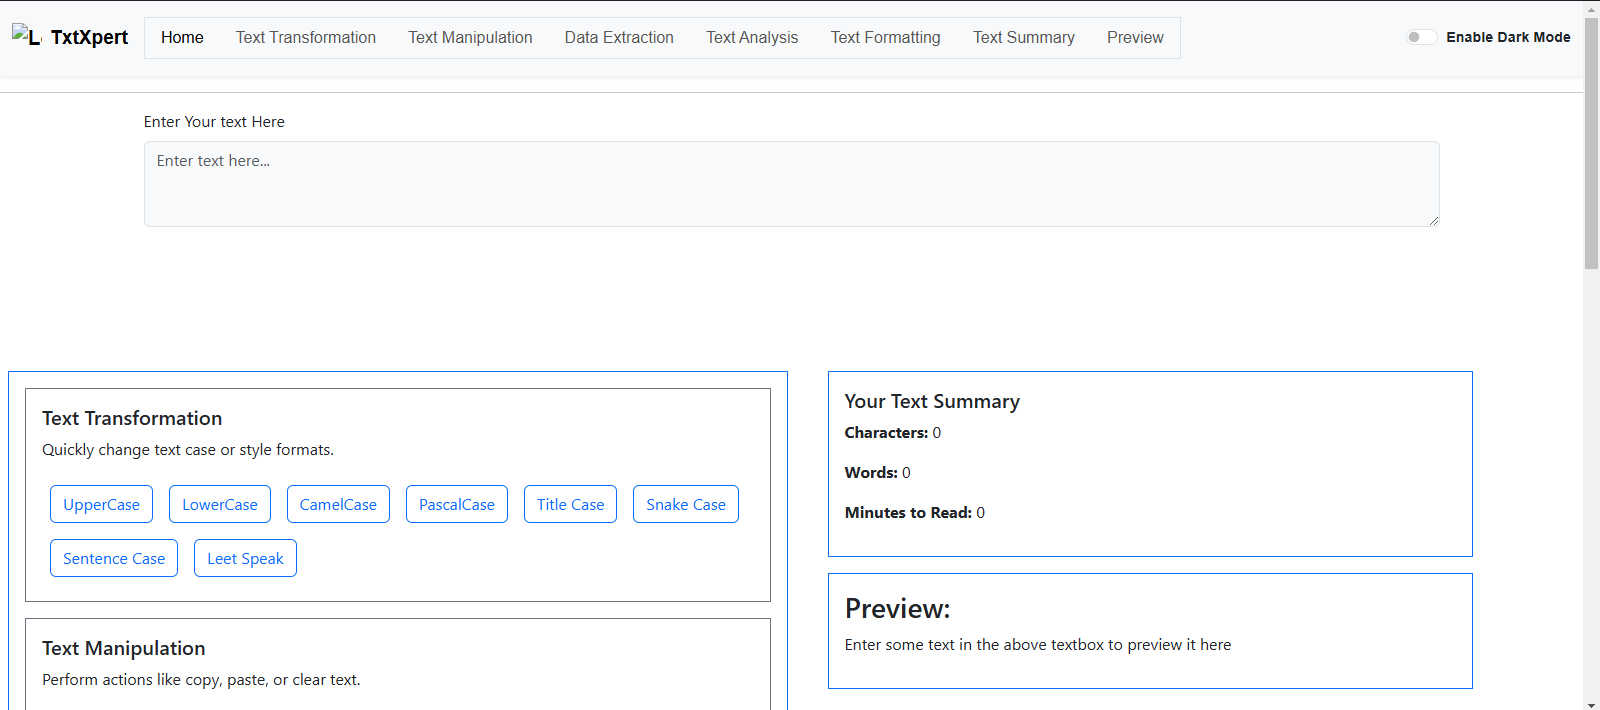 L TxtXpert Home Text Transformation Text Manipulation Data Extraction Text Analysis Text Formatting Text Summary Preview Enable Dark Mode
Enter Your text Here
Enter text here...
Text Transformation
Quickly change text case or style formats.
UpperCase LowerCase CamelCase PascalCase Title Case Snake Case
Sentence Case Leet Speak
Text Manipulation
Perform actions like copy, paste, or clear text.
Your Text Summary
Characters: 0
Words: 0
Minutes to Read: 0
Preview:
Enter some text in the above textbox to preview it here